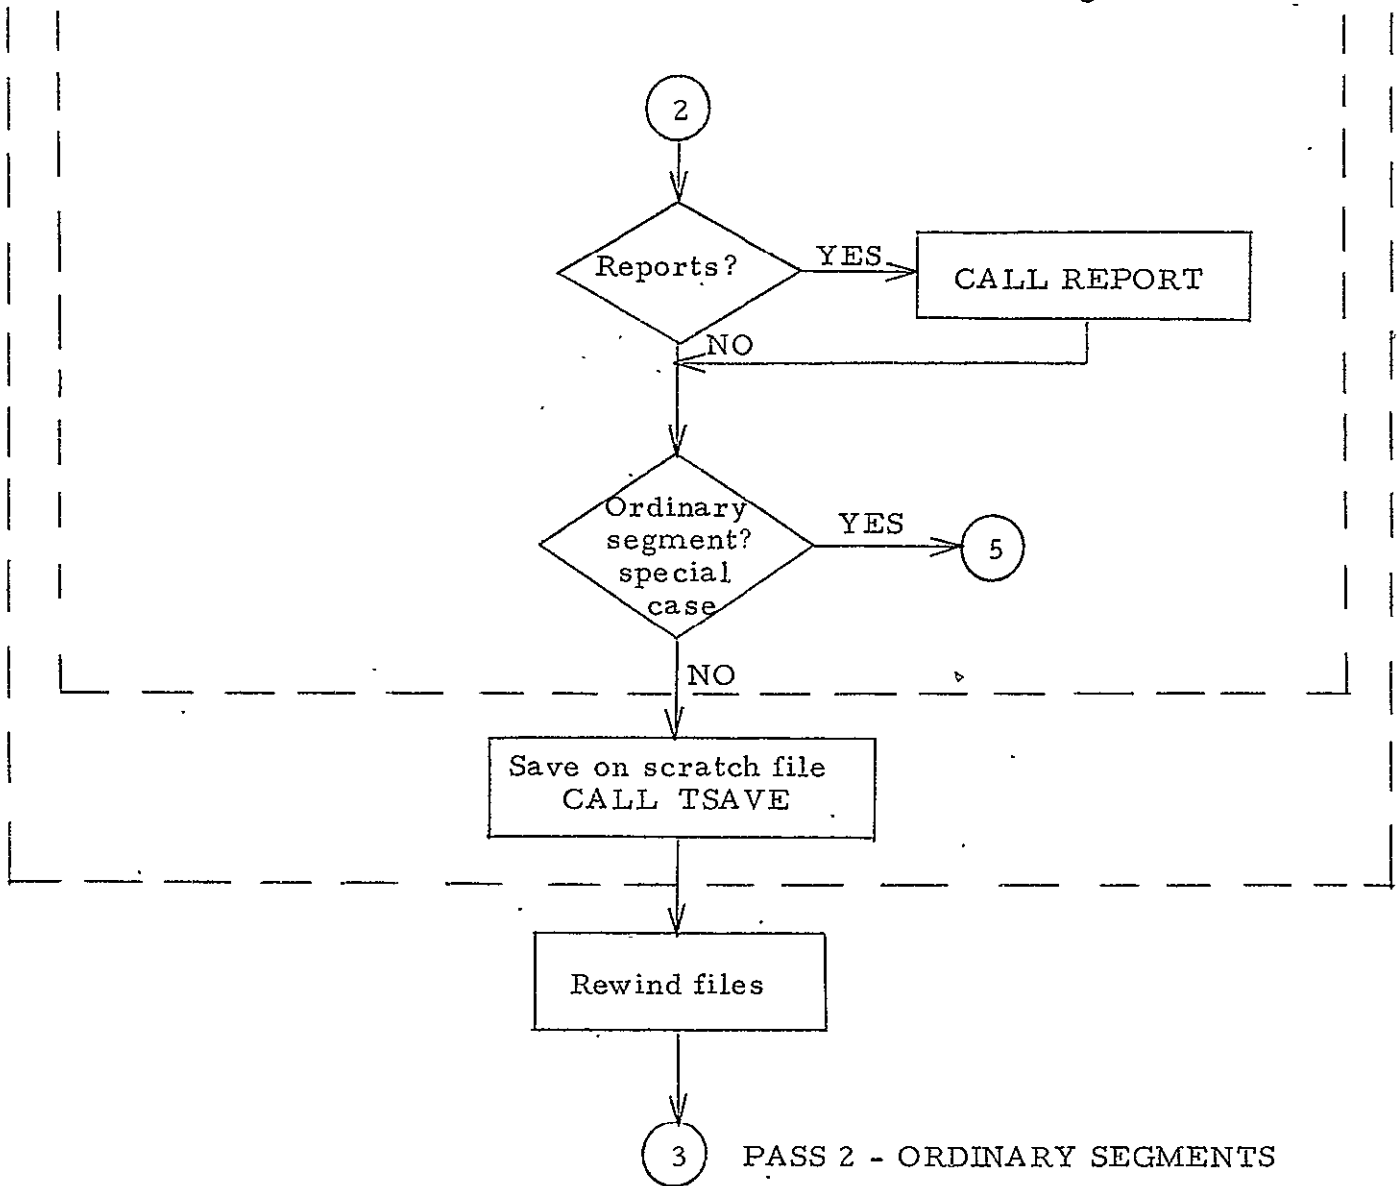 2
Reports?
YES
CALL REPORT
NO
Ordinary
segment?
special
case
YES
5
NO
Save on scratch file
CALL TSAVE
Rewind files
3
PASS 2 - ORDINARY SEGMENTS